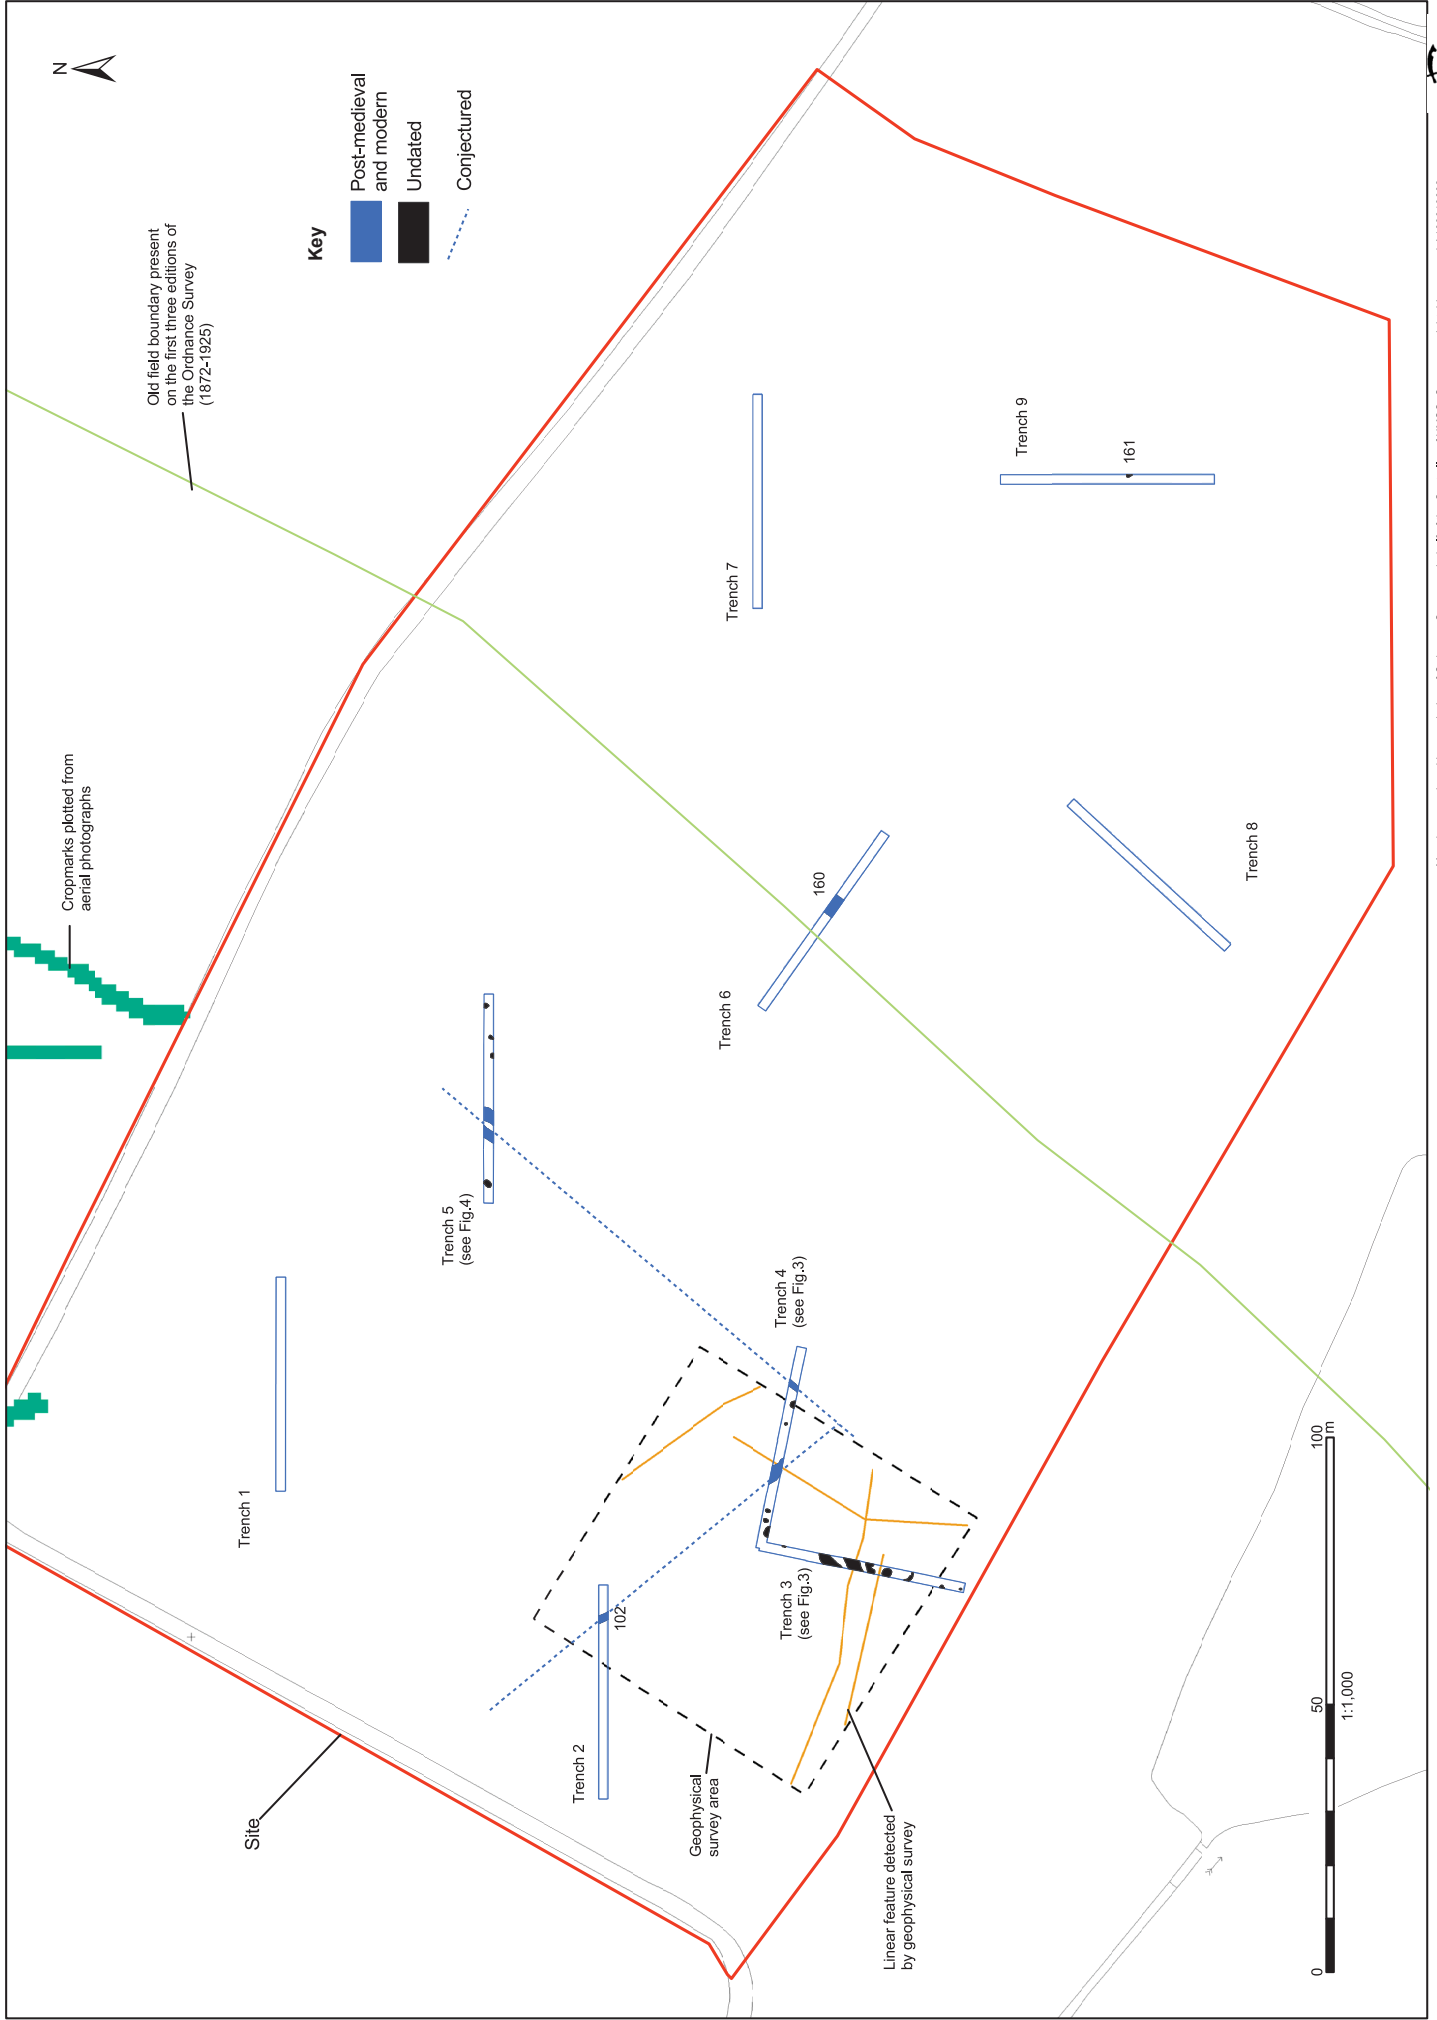 N
Key
Post-medieval
and modern
Undated
Conjectured
Old field boundary present
on the first three editions of
the Ordnance Survey
(1872-1925)
Cropmarks plotted from
aerial photographs
Site
Trench 1
Trench 2
102
Geophysical
survey area
Linear feature detected
by geophysical survey
Trench 3
(see Fig.3)
Trench 4
(see Fig.3)
Trench 5
(see Fig.4)
Trench 6
160
Trench 7
Trench 8
Trench 9
161
0
50
100
m
1:1,000